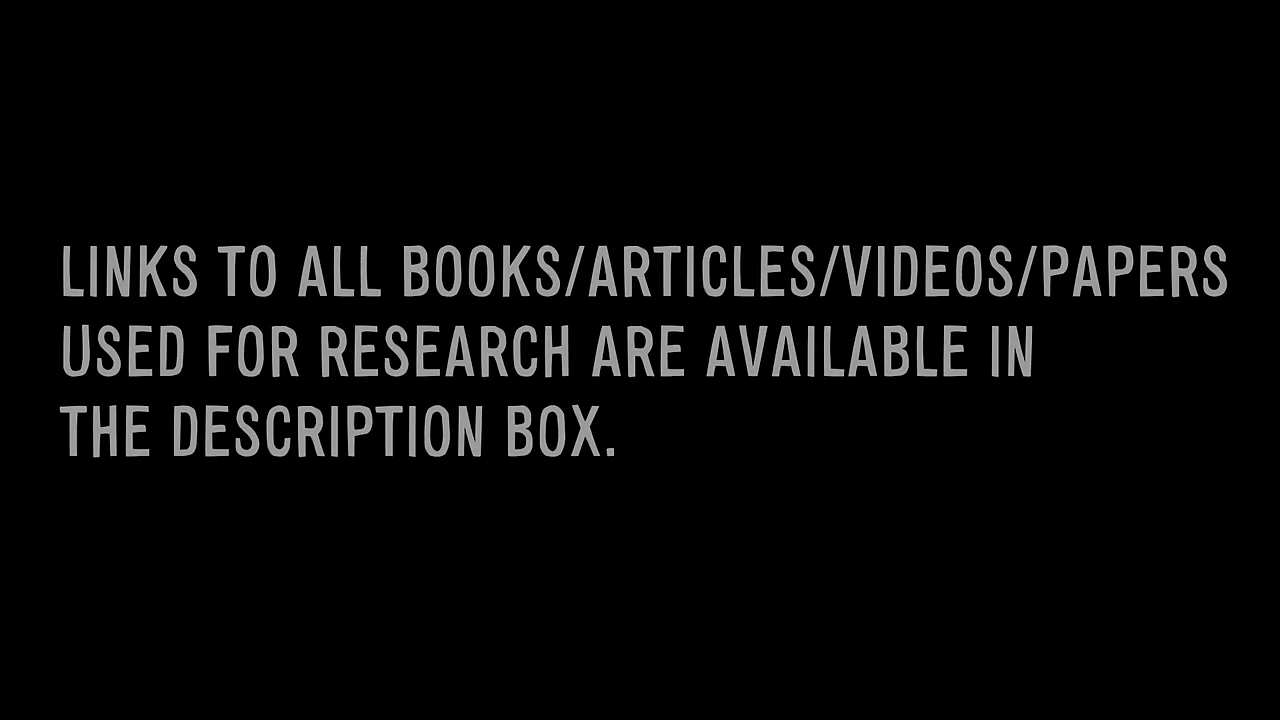 LINKS TO ALL BOOKS/ARTICLES/VIDEOS/PAPERS
USED FOR RESEARCH ARE AVAILABLE IN
THE DESCRIPTION BOX.